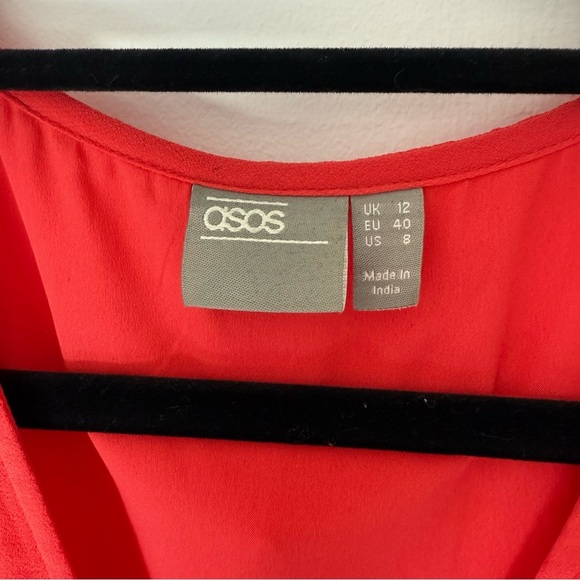 asos
UK 12
EU 40
US 8
Made In
India